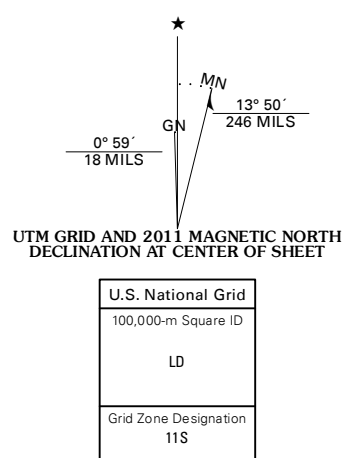 ★
MN
GN
13° 50´
246 MILS
0° 59´
18 MILS
UTM GRID AND 2011 MAGNETIC NORTH
DECLINATION AT CENTER OF SHEET
U.S. National Grid
100,000-m Square ID
LD
Grid Zone Designation
11S